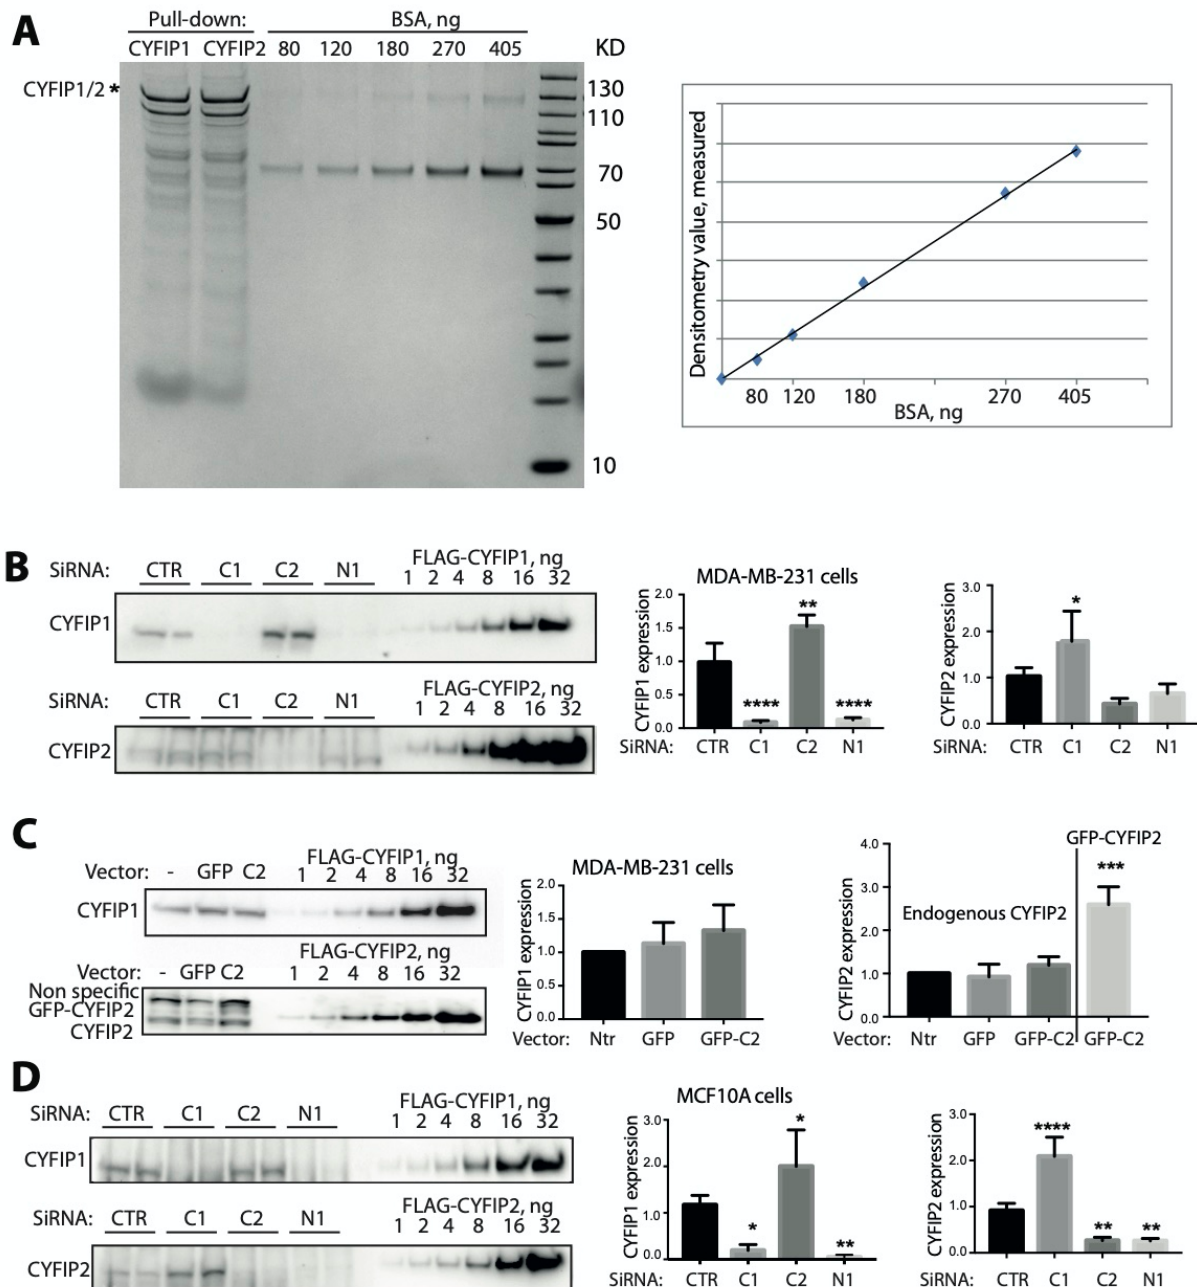 A
Pull-down:
BSA, ng
CYFIP1 CYFIP2 80 120 180 270 405 KD
CYFIP1/2 *
130
110
70
50
10
Densitometry value, measured
80 120 180 270 405
BSA, ng
B
SiRNA: CTR C1 C2 N1
FLAG-CYFIP1, ng
1 2 4 8 16 32
CYFIP1
SiRNA: CTR C1 C2 N1
FLAG-CYFIP2, ng
1 2 4 8 16 32
CYFIP2
MDA-MB-231 cells
CYFIP1 expression
2.0
1.5
1.0
0.5
0.0
**
****
****
SiRNA: CTR C1 C2 N1
CYFIP2 expression
3.0
2.0
1.0
0.0
*
SiRNA: CTR C1 C2 N1
C
Vector: - GFP C2
FLAG-CYFIP1, ng
1 2 4 8 16 32
CYFIP1
FLAG-CYFIP2, ng
Vector: - GFP C2 1 2 4 8 16 32
Non specific
GFP-CYFIP2
CYFIP2
MDA-MB-231 cells
CYFIP1 expression
2.0
1.5
1.0
0.5
0.0
Vector: Ntr GFP GFP-C2
GFP-CYFIP2
CYFIP2 expression
4.0
3.0
2.0
1.0
0.0
***
Endogenous CYFIP2
Vector: Ntr GFP GFP-C2 GFP-C2
D
SiRNA: CTR C1 C2 N1
FLAG-CYFIP1, ng
1 2 4 8 16 32
CYFIP1
SiRNA: CTR C1 C2 N1
FLAG-CYFIP2, ng
1 2 4 8 16 32
CYFIP2
MCF10A cells
CYFIP1 expression
3.0
2.0
1.0
0.0
*
*
**
SiRNA: CTR C1 C2 N1
CYFIP2 expression
3.0
2.0
1.0
0.0
****
**
**
SiRNA: CTR C1 C2 N1